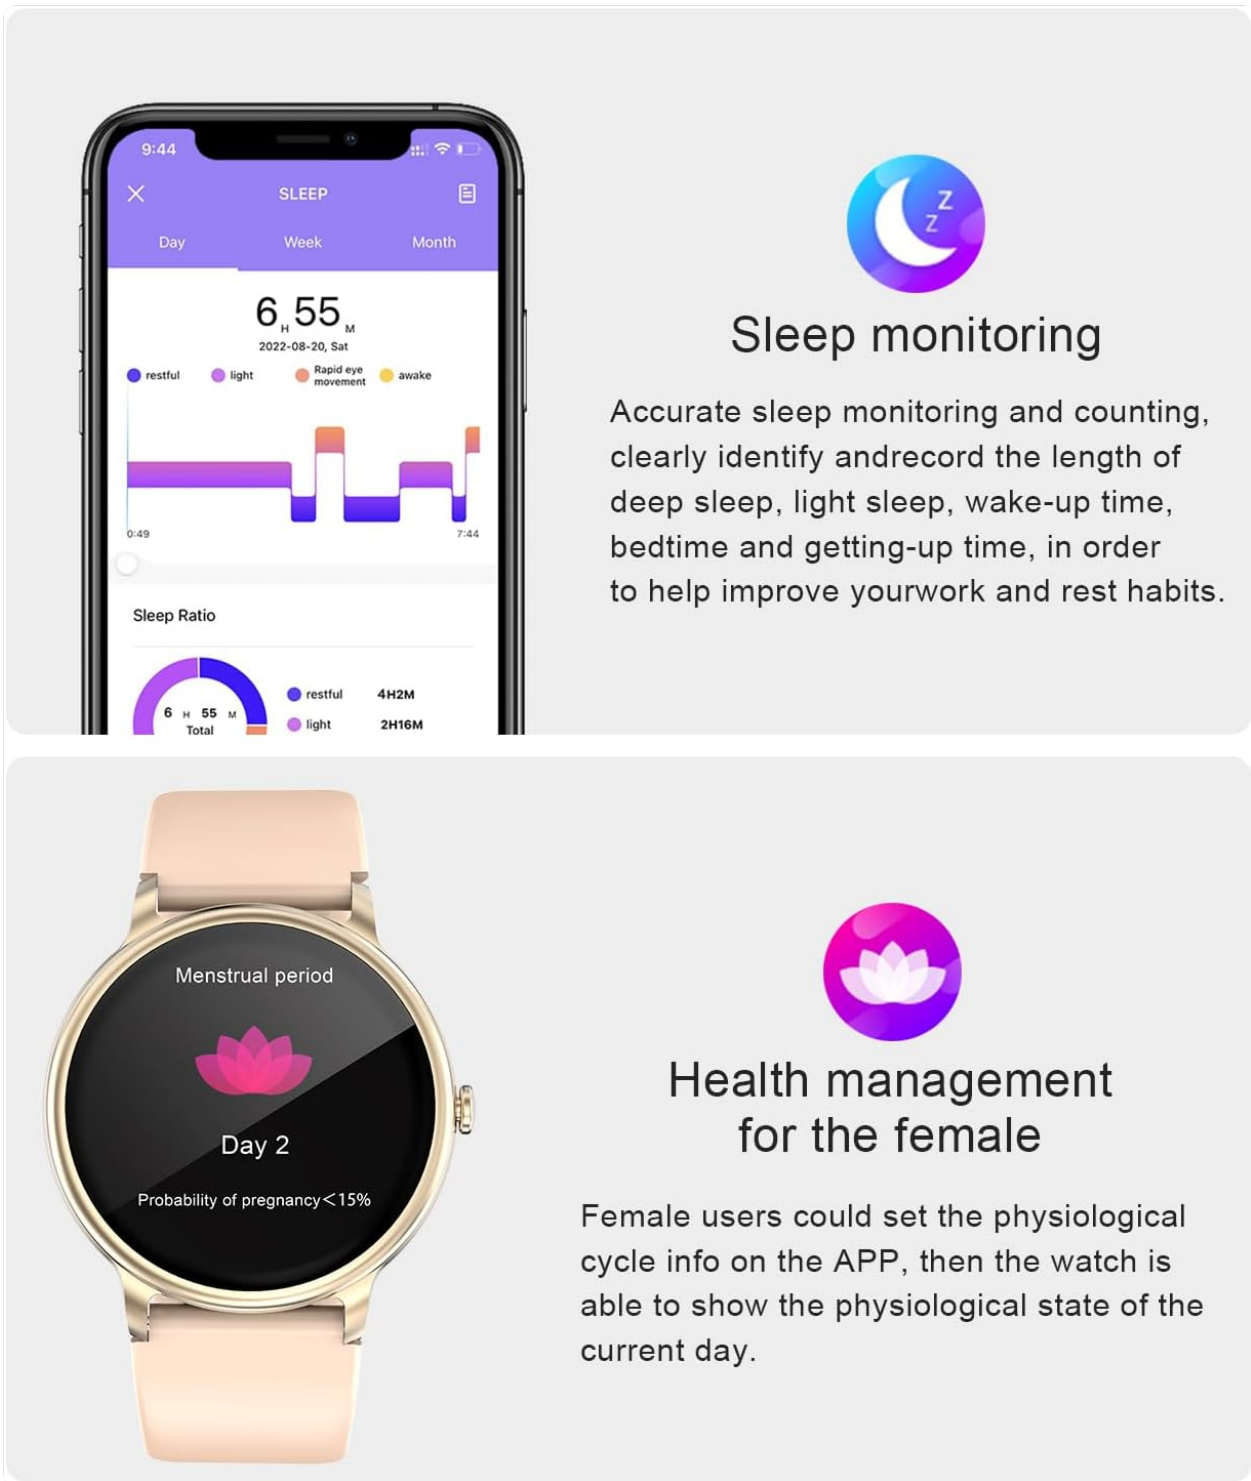 9:44
SLEEP
Day Week Month
6 H 55 M
2022-08-20, Sat
restful light Rapid eye movement awake
0:49 7:44
Sleep Ratio
6 H 55 M
Total
restful 4H2M
light 2H16M
Z
Z
Sleep monitoring
Accurate sleep monitoring and counting,
clearly identify andrecord the length of
deep sleep, light sleep, wake-up time,
bedtime and getting-up time, in order
to help improve yourwork and rest habits.
Menstrual period
Day 2
Probability of pregnancy<15%
Health management
for the female
Female users could set the physiological
cycle info on the APP, then the watch is
able to show the physiological state of the
current day.